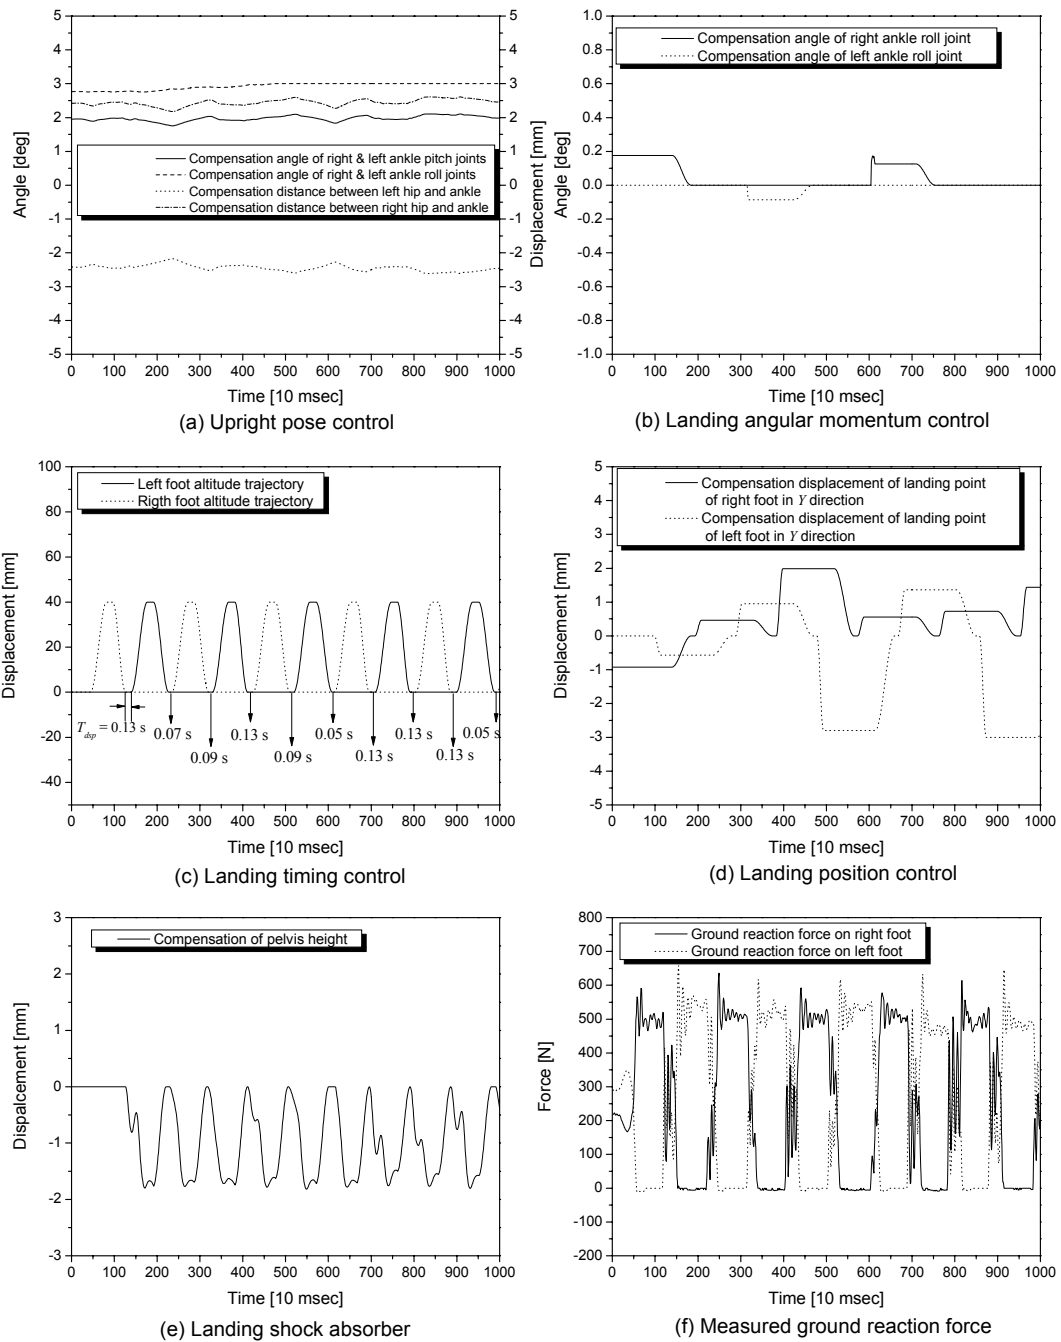 5
4
3
2
1
0
-1
-2
-3
-4
-5
5
4
3
2
1
0
-1
-2
-3
-4
-5
Angle [deg]
Displacement [mm]
Compensation angle of right & left ankle pitch joints
Compensation angle of right & left ankle roll joints
Compensation distance between left hip and ankle
Compensation distance between right hip and ankle
0 100 200 300 400 500 600 700 800 900 1000
Time [10 msec]
(a) Upright pose control
1.0
0.8
0.6
0.4
0.2
0.0
-0.2
-0.4
-0.6
-0.8
-1.0
Angle [deg]
Compensation angle of right ankle roll joint
Compensation angle of left ankle roll joint
0 100 200 300 400 500 600 700 800 900 1000
Time [10 msec]
(b) Landing angular momentum control
100
80
60
40
20
0
-20
-40
Displacement [mm]
Left foot altitude trajectory
Rigth foot altitude trajectory
Tdsp = 0.13 s
0.07 s
0.09 s
0.13 s
0.09 s
0.05 s
0.13 s
0.13 s
0.13 s
0.05 s
0 100 200 300 400 500 600 700 800 900 1000
Time [10 msec]
(c) Landing timing control
5
4
3
2
1
0
-1
-2
-3
-4
-5
Displacement [mm]
Compensation displacement of landing point
of right foot in Y direction
Compensation displacement of landing point
of left foot in Y direction
0 100 200 300 400 500 600 700 800 900 1000
Time [10 msec]
(d) Landing position control
3
2
1
0
-1
-2
-3
Dispalcement [mm]
Compensation of pelvis height
0 100 200 300 400 500 600 700 800 900 1000
Time [10 msec]
(e) Landing shock absorber
800
700
600
500
400
300
200
100
0
-100
-200
Force [N]
Ground reaction force on right foot
Ground reaction force on left foot
0 100 200 300 400 500 600 700 800 900 1000
Time [10 msec]
(f) Measured ground reaction force